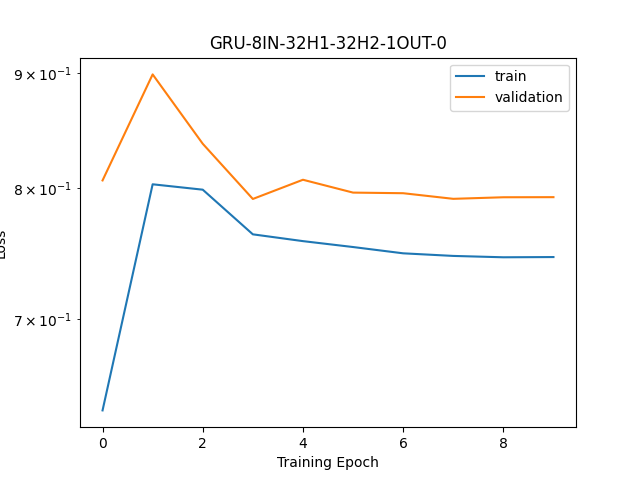 GRU-8IN-32H1-32H2-1OUT-0
train
validation
9 × 10⁻¹
8 × 10⁻¹
7 × 10⁻¹
Loss
0 2 4 6 8
Training Epoch